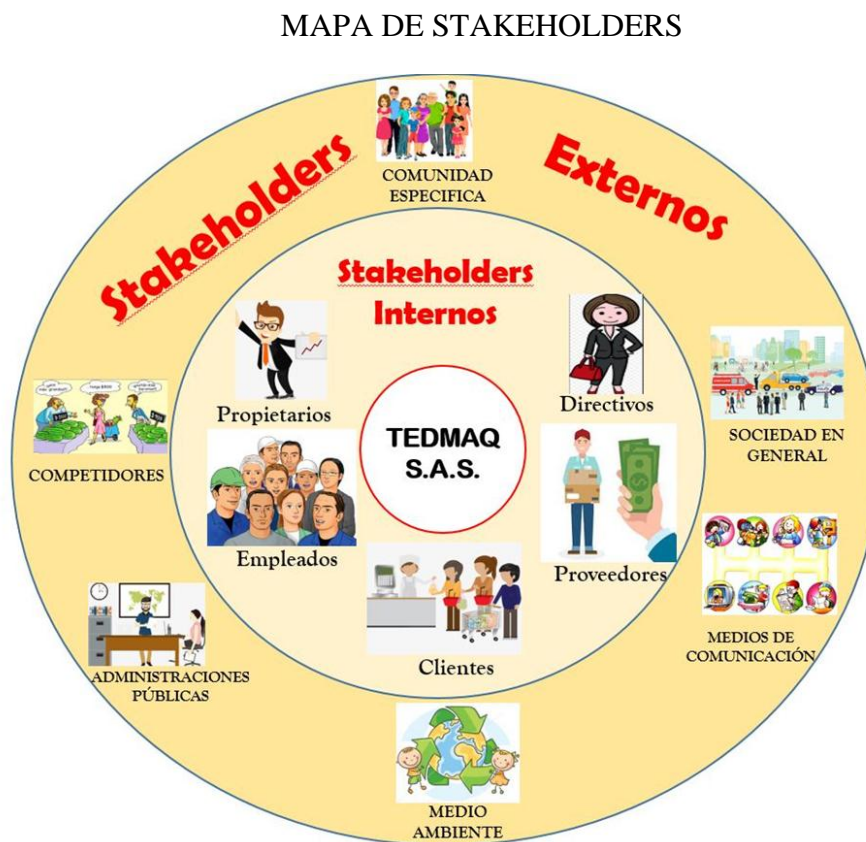 MAPA DE STAKEHOLDERS
Stakeholders
Externos
COMUNIDAD
ESPECIFICA
Stakeholders
Internos
Propietarios
Directivos
TEDMAQ
S.A.S.
COMPETIDORES
SOCIEDAD EN
GENERAL
Empleados
Proveedores
Clientes
ADMINISTRACIONES
PÚBLICAS
MEDIOS DE
COMUNICACIÓN
MEDIO
AMBIENTE